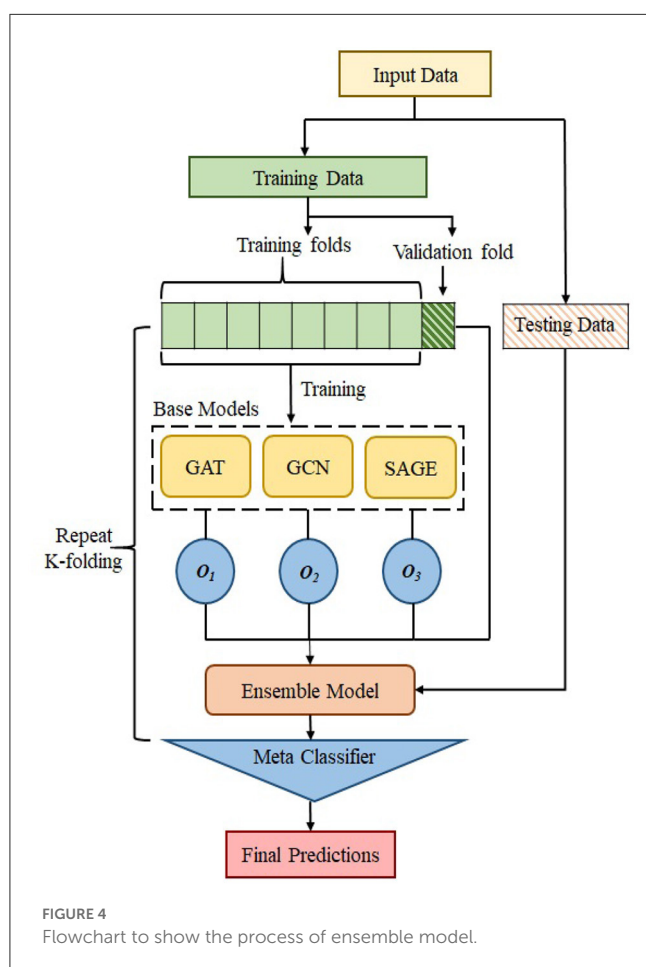 Input Data
Training Data
Training folds
Validation fold
Testing Data
Training
Base Models
GAT
GCN
SAGE
Repeat
K-folding
O1
O2
O3
Ensemble Model
Meta Classifier
Final Predictions
FIGURE 4
Flowchart to show the process of ensemble model.